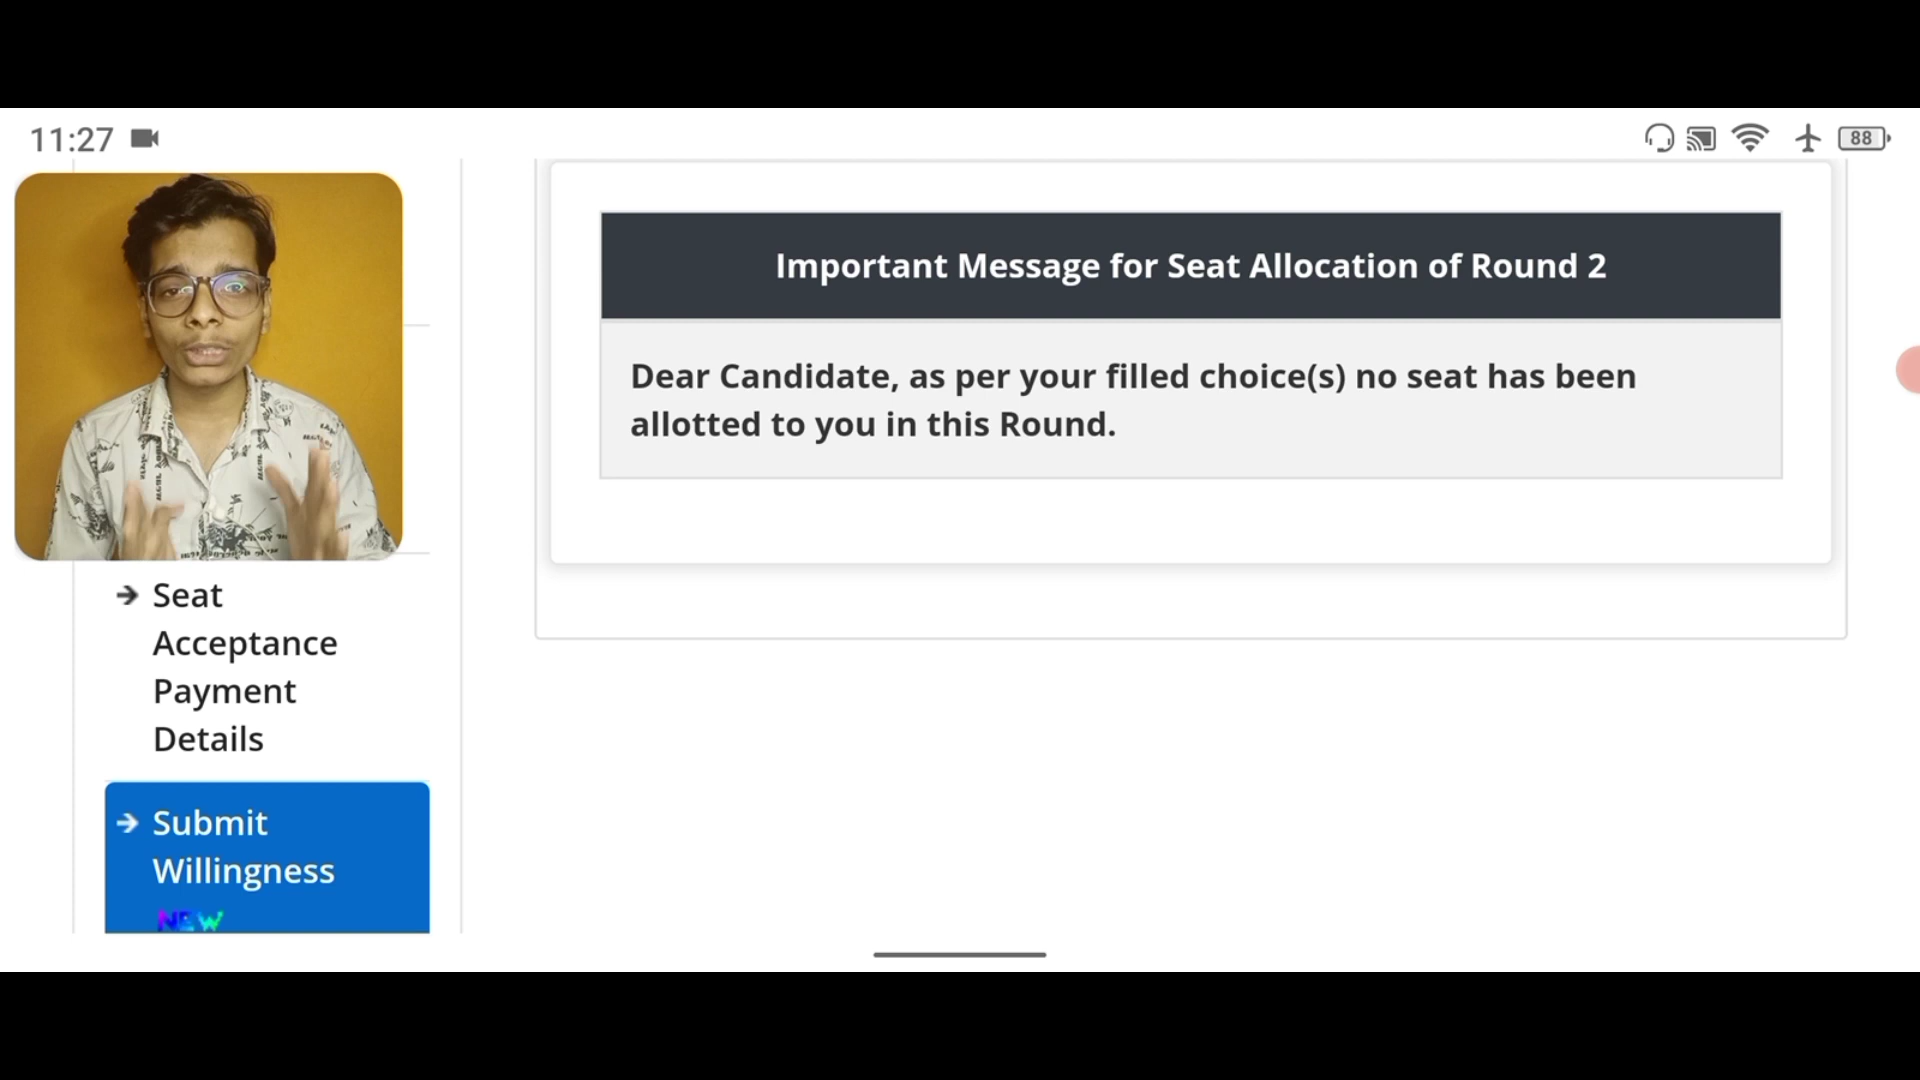 11:27
88
Important Message for Seat Allocation of Round 2
Dear Candidate, as per your filled choice(s) no seat has been
allotted to you in this Round.
Seat
Acceptance
Payment
Details
Submit
Willingness
NEW